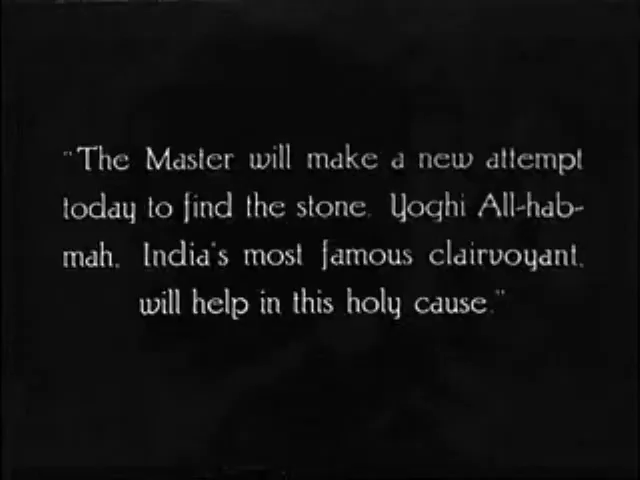 "The Master will make a new attempt
today to find the stone. Yoghi All-hab-
mah, India's most famous clairvoyant,
will help in this holy cause."